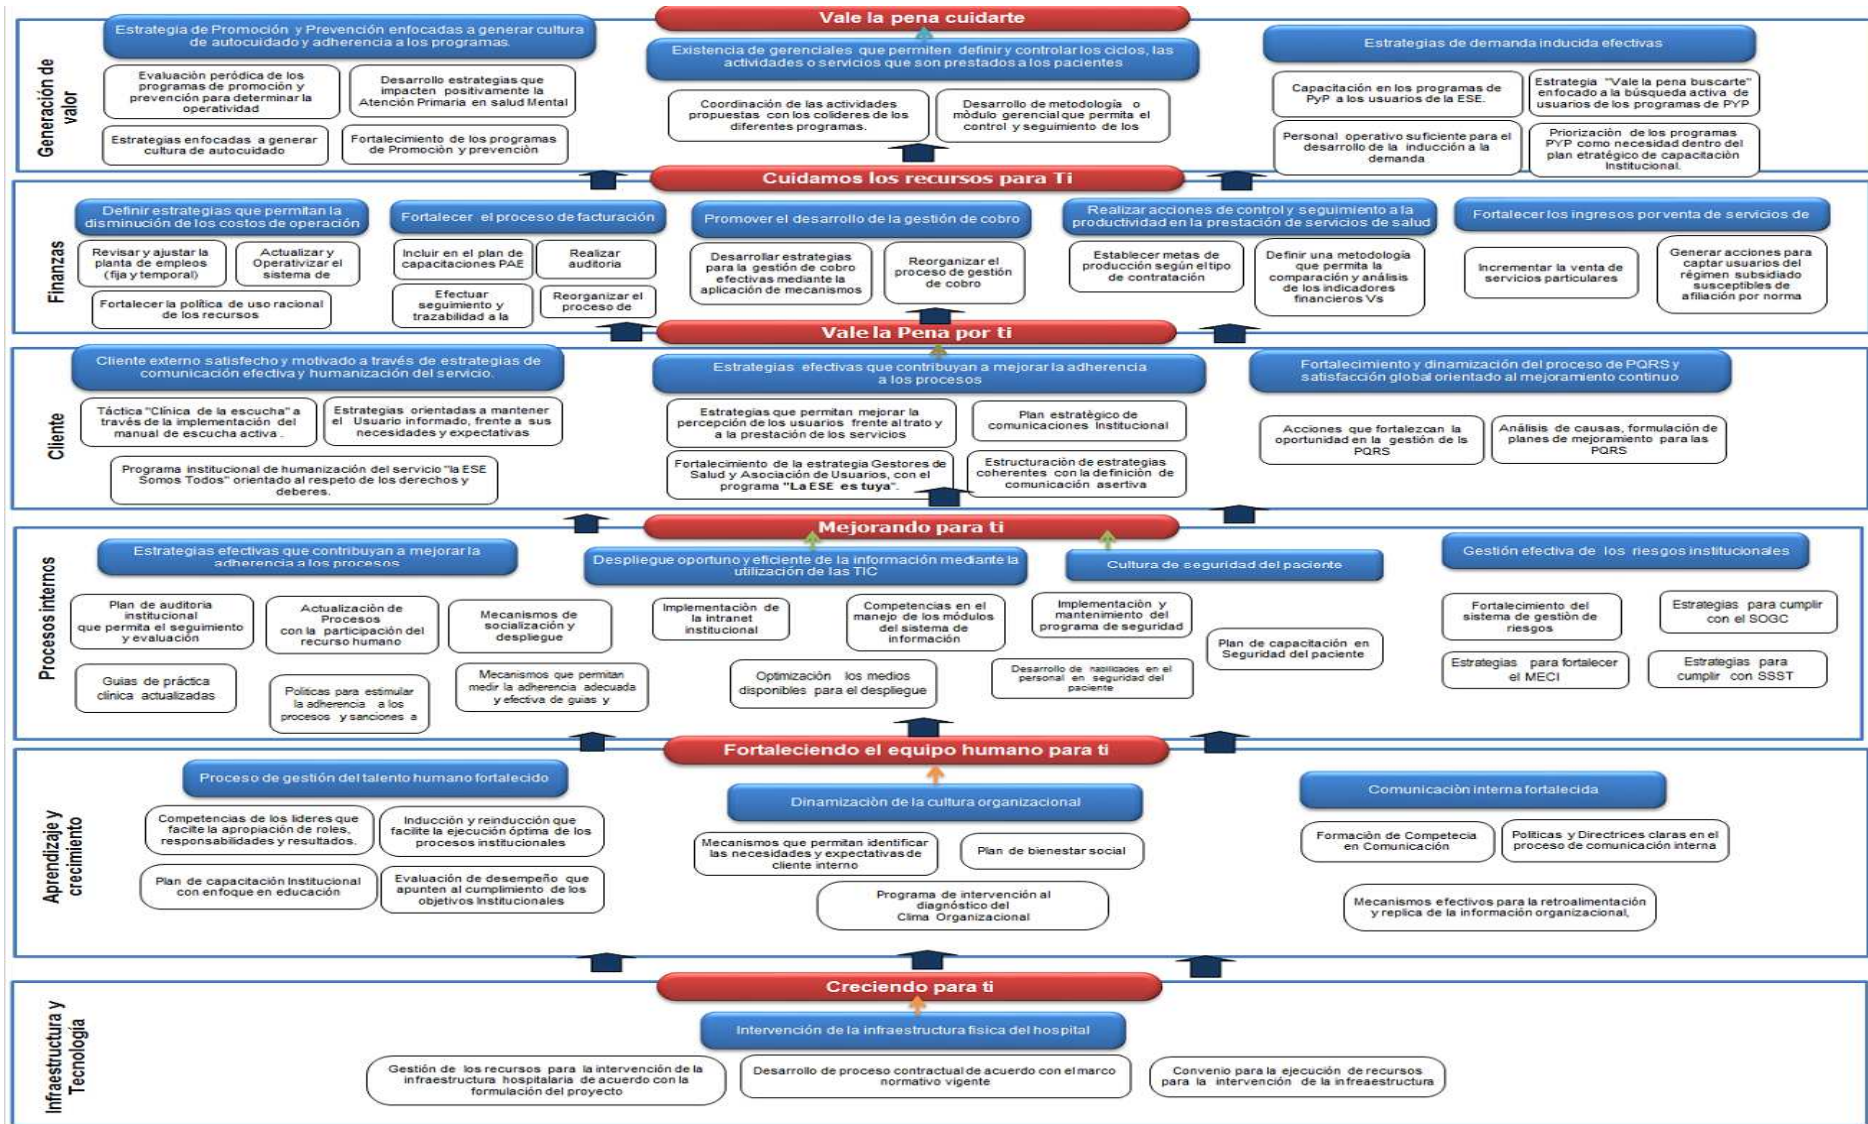 Vale la pena cuidarte
Generación de
valor
Estrategia de Promoción y Prevención enfocadas a generar cultura
de autocuidado y adherencia a los programas.
Evaluación peródica de los
programas de promoción y
prevención para determinar la
operatividad
Desarrollo estrategias que
impacten positivamente la
Atención Primaria en salud Mental
Estrategias enfocadas a generar
cultura de autocuidado
Fortalecimiento de los programas
de Promoción y prevención
Existencia de gerenciales que permiten definir y controlar los ciclos, las
actividades o servicios que son prestados a los pacientes
Coordinación de las actividades
propuestas con los colideres de los
diferentes programas.
Desarrollo de metodología o
mòdulo gerencial que permita el
control y seguimiento de los
Estrategias de demanda inducida efectivas
Capacitación en los programas de
PyP a los usuarios de la ESE.
Estrategia "Vale la pena buscarte"
enfocado a la búsqueda activa de
usuarios de los programas de PYP
Personal operativo suficiente para el
desarrollo de la inducción a la
demanda
Priorización de los programas
PYP como necesidad dentro del
plan etratégico de capacitaciòn
Institucional.
Cuidamos los recursos para Ti
Finanzas
Definir estrategias que permitan la
disminución de los costos de operación
Revisar y ajustar la
planta de empleos
(fija y temporal)
Actualizar y
Operativizar el
sistema de
Fortalecer la política de uso racional
de los recursos
Fortalecer el proceso de facturación
Incluir en el plan de
capacitaciones PAE
Realizar
auditoria
Efectuar
seguimiento y
trazabilidad a la
Reorganizar el
proceso de
Promover el desarrollo de la gestión de cobro
Desarrollar estrategias
para la gestión de cobro
efectivas mediante la
aplicación de mecanismos
Reorganizar el
proceso de gestión
de cobro
Realizar acciones de control y seguimiento a la
productividad en la prestación de servicios de salud
Establecer metas de
producción según el tipo
de contratación
Definir una metodología
que permita la
comparación y análisis
de los indicadores
financieros Vs
Fortalecer los ingresos por venta de servicios de
Incrementar la venta de
servicios particulares
Generar acciones para
captar usuarios del
régimen subsidiado
susceptibles de
afiliación por norma
Vale la Pena por ti
Cliente
Cliente externo satisfecho y motivado a través de estrategias de
comunicación efectiva y humanización del servicio.
Táctica "Clínica de la escucha" a
través de la implementación del
manual de escucha activa .
Estrategias orientadas a mantener
el Usuario informado, frente a sus
necesidades y expectativas
Programa institucional de humanización del servicio "la ESE
Somos Todos" orientado al respeto de los derechos y
deberes.
Estrategias efectivas que contribuyan a mejorar la adherencia
a los procesos
Estrategias que permitan mejorar la
percepción de los usuarios frente al trato y
a la prestación de los servicios
Plan estratègico de
comunicaciones Institucional
Fortalecimiento de la estrategia Gestores de
Salud y Asociación de Usuarios, con el
programa "La ESE es tuya".
Estructuración de estrategias
coherentes con la definición de
comunicación asertiva
Fortalecimiento y dinamización del proceso de PQRS y
satisfacción global orientado al mejoramiento continuo
Acciones que fortalezcan la
oportunidad en la gestión de ls
PQRS
Análisis de causas, formulación de
planes de mejoramiento para las
PQRS
Mejorando para ti
Procesos internos
Estrategias efectivas que contribuyan a mejorar la
adherencia a los procesos
Plan de auditoria
institucional
que permita el seguimiento
y evaluación
Actualizaciòn de
Procesos
con la participación del
recurso humano
Mecanismos de
socialización y
despliegue
Guias de práctica
clínica actualizadas
Politicas para estimular
la adherencia a los
procesos y sanciones a
Mecanismos que permitan
medir la adherencia adecuada
y efectiva de guias y
Despliegue oportuno y eficiente de la información mediante la
utilización de las TIC
Implementaciòn de
la intranet
institucional
Competencias en el
manejo de los módulos
del sistema de
información
Optimización los medios
disponibles para el despliegue
Cultura de seguridad del paciente
Implementaciòn y
mantenimiento del
programa de seguridad
Plan de capacitación en
Seguridad del paciente
Desarrollo de habilidades en el
personal en seguridad del
paciente
Gestión efectiva de los riesgos institucionales
Fortalecimiento del
sistema de gestión de
riesgos
Estrategias para cumplir
con el SOGC
Estrategias para fortalecer
el MECI
Estrategias para
cumplir con SSST
Fortaleciendo el equipo humano para ti
Aprendizaje y
crecimiento
Proceso de gestión del talento humano fortalecido
Competencias de los lideres que
facilte la apropiación de roles,
responsabilidades y resultados.
Inducción y reinducción que
facilite la ejecución óptima de los
procesos institucionales
Plan de capacitación Institucional
con enfoque en educación
Evaluación de desempeño que
apunten al cumplimiento de los
objetivos Institucionales
Dinamizaciòn de la cultura organizacional
Mecanismos que permitan identificar
las necesidades y expectativas de
cliente interno
Plan de bienestar social
Programa de intervención al
diagnóstico del
Clima Organizacional
Comunicaciòn interna fortalecida
Formaciòn de Competecia
en Comunicación
Politicas y Directrices claras en el
proceso de comunicación interna
Mecanismos efectivos para la retroalimentación
y replica de la información organizacional,
Creciendo para ti
Infraestructura y
Tecnología
Intervención de la infraestructura fisica del hospital
Gestión de los recursos para la intervención de la
infraestructura hospitalaria de acuerdo con la
formulación del proyecto
Desarrollo de proceso contractual de acuerdo con el marco
normativo vigente
Convenio para la ejecución de recursos
para la intervención de la infreaestructura